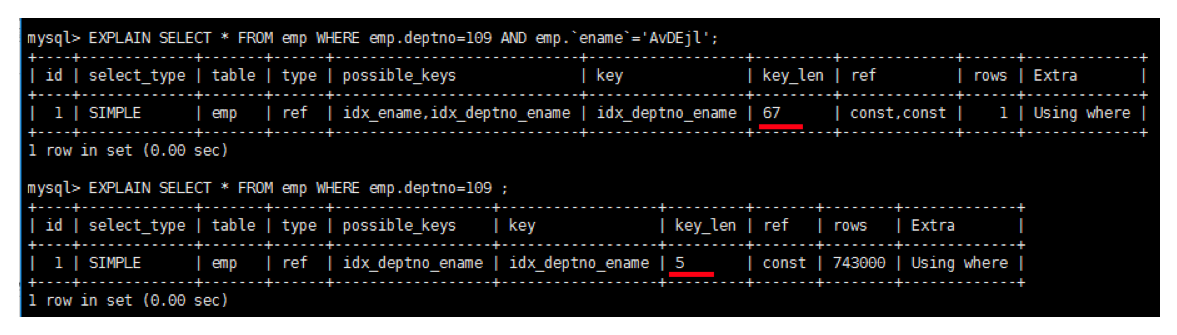 mysql> EXPLAIN SELECT * FROM emp WHERE emp.deptno=109 AND emp.`ename`='AvDEjl';
+----+-------------+-------+------+----------------------------+------------------+---------+-------------+------+-------------+
| id | select_type | table | type | possible_keys | key | key_len | ref | rows | Extra |
+----+-------------+-------+------+----------------------------+------------------+---------+-------------+------+-------------+
| 1 | SIMPLE | emp | ref | idx_ename,idx_deptno_ename | idx_deptno_ename | 67 | const,const | 1 | Using where |
+----+-------------+-------+------+----------------------------+------------------+---------+-------------+------+-------------+
1 row in set (0.00 sec)
mysql> EXPLAIN SELECT * FROM emp WHERE emp.deptno=109 ;
+----+-------------+-------+------+------------------+------------------+---------+-------+--------+-------------+
| id | select_type | table | type | possible_keys | key | key_len | ref | rows | Extra |
+----+-------------+-------+------+------------------+------------------+---------+-------+--------+-------------+
| 1 | SIMPLE | emp | ref | idx_deptno_ename | idx_deptno_ename | 5 | const | 743000 | Using where |
+----+-------------+-------+------+------------------+------------------+---------+-------+--------+-------------+
1 row in set (0.00 sec)